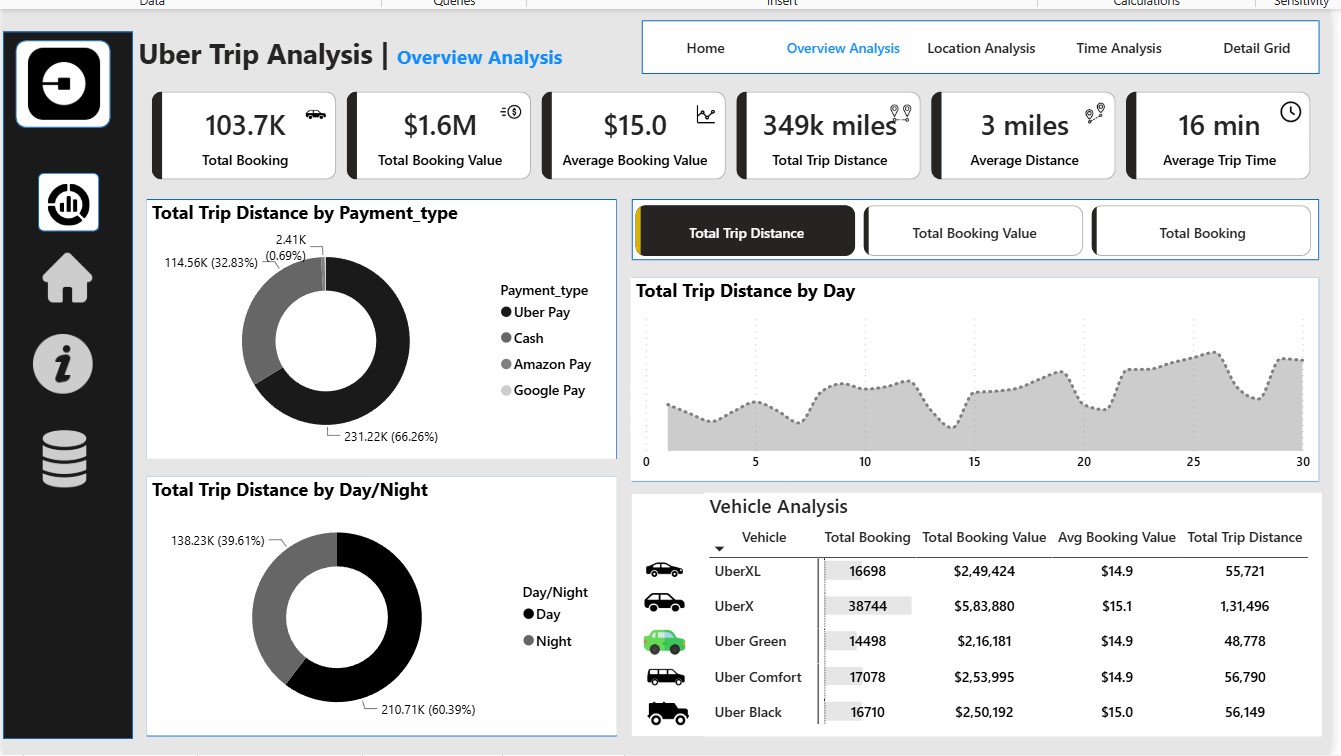 Data Queries Insert Calculations Sensitivity
Uber Trip Analysis | Overview Analysis
Home Overview Analysis Location Analysis Time Analysis Detail Grid
103.7K
Total Booking
$1.6M
Total Booking Value
$15.0
Average Booking Value
349k miles
Total Trip Distance
3 miles
Average Distance
16 min
Average Trip Time
Total Trip Distance by Payment_type
2.41K
(0.69%)
114.56K (32.83%)
231.22K (66.26%)
Payment_type
Uber Pay
Cash
Amazon Pay
Google Pay
Total Trip Distance Total Booking Value Total Booking
Total Trip Distance by Day
0 5 10 15 20 25 30
Total Trip Distance by Day/Night
138.23K (39.61%)
210.71K (60.39%)
Day/Night
Day
Night
Vehicle Analysis
Vehicle Total Booking Total Booking Value Avg Booking Value Total Trip Distance
UberXL 16698 $2,49,424 $14.9 55,721
UberX 38744 $5,83,880 $15.1 1,31,496
Uber Green 14498 $2,16,181 $14.9 48,778
Uber Comfort 17078 $2,53,995 $14.9 56,790
Uber Black 16710 $2,50,192 $15.0 56,149